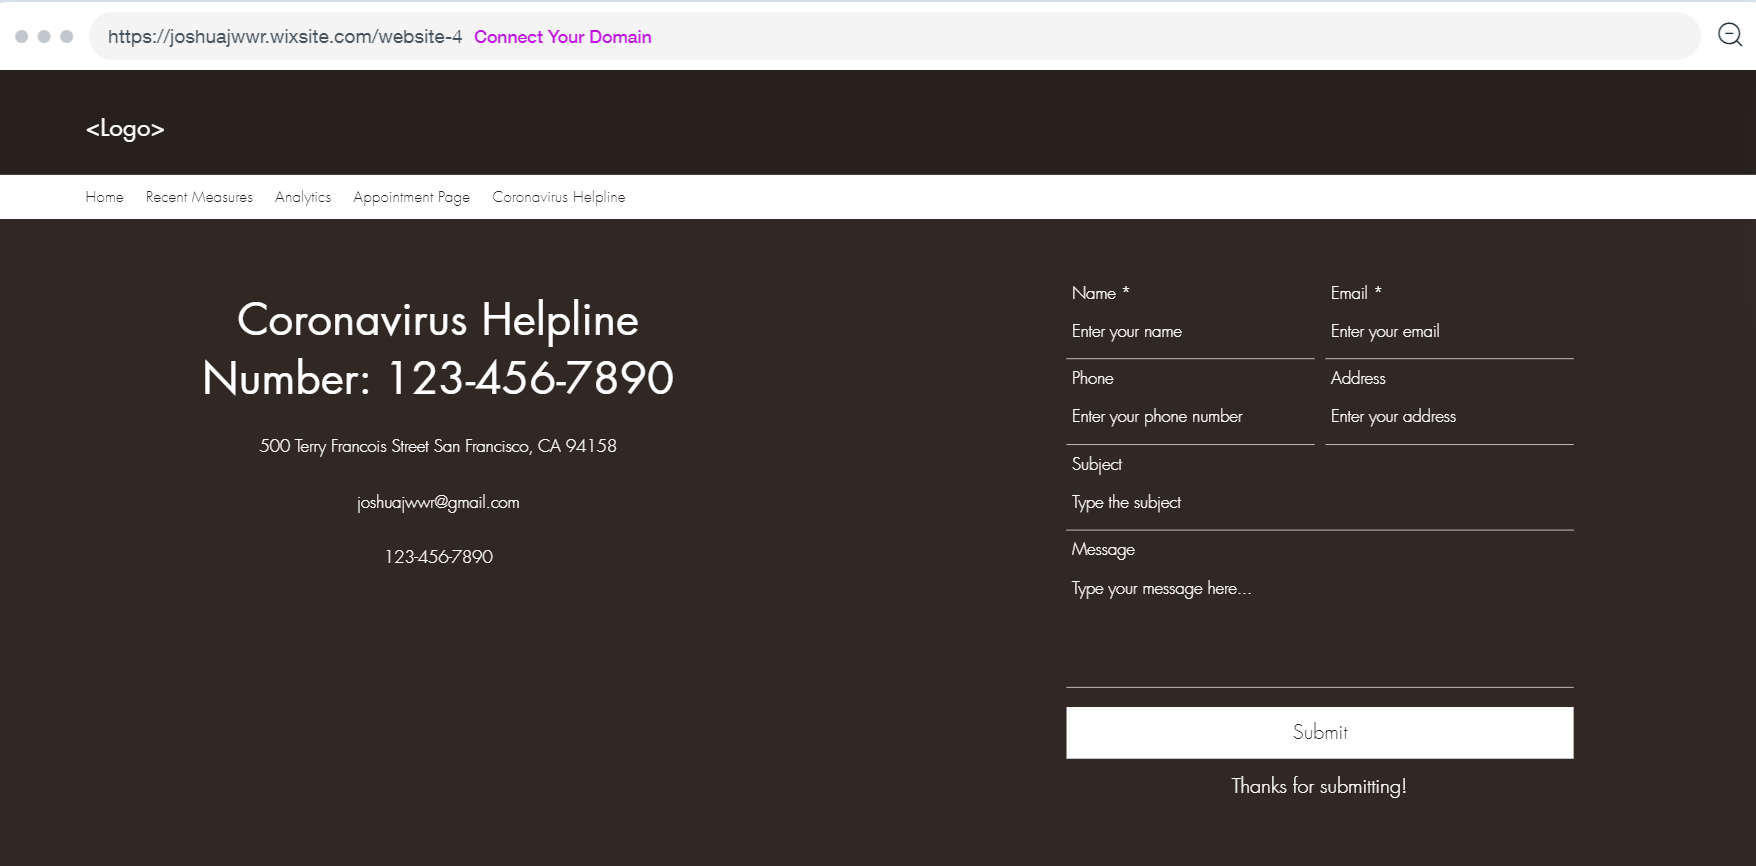 https://joshuajwwr.wixsite.com/website-4 Connect Your Domain
<Logo>
Home Recent Measures Analytics Appointment Page Coronavirus Helpline
Coronavirus Helpline
Number: 123-456-7890
500 Terry Francois Street San Francisco, CA 94158
joshuajwwr@gmail.com
123-456-7890
Name * Email *
Enter your name Enter your email
Phone Address
Enter your phone number Enter your address
Subject
Type the subject
Message
Type your message here...
Submit
Thanks for submitting!